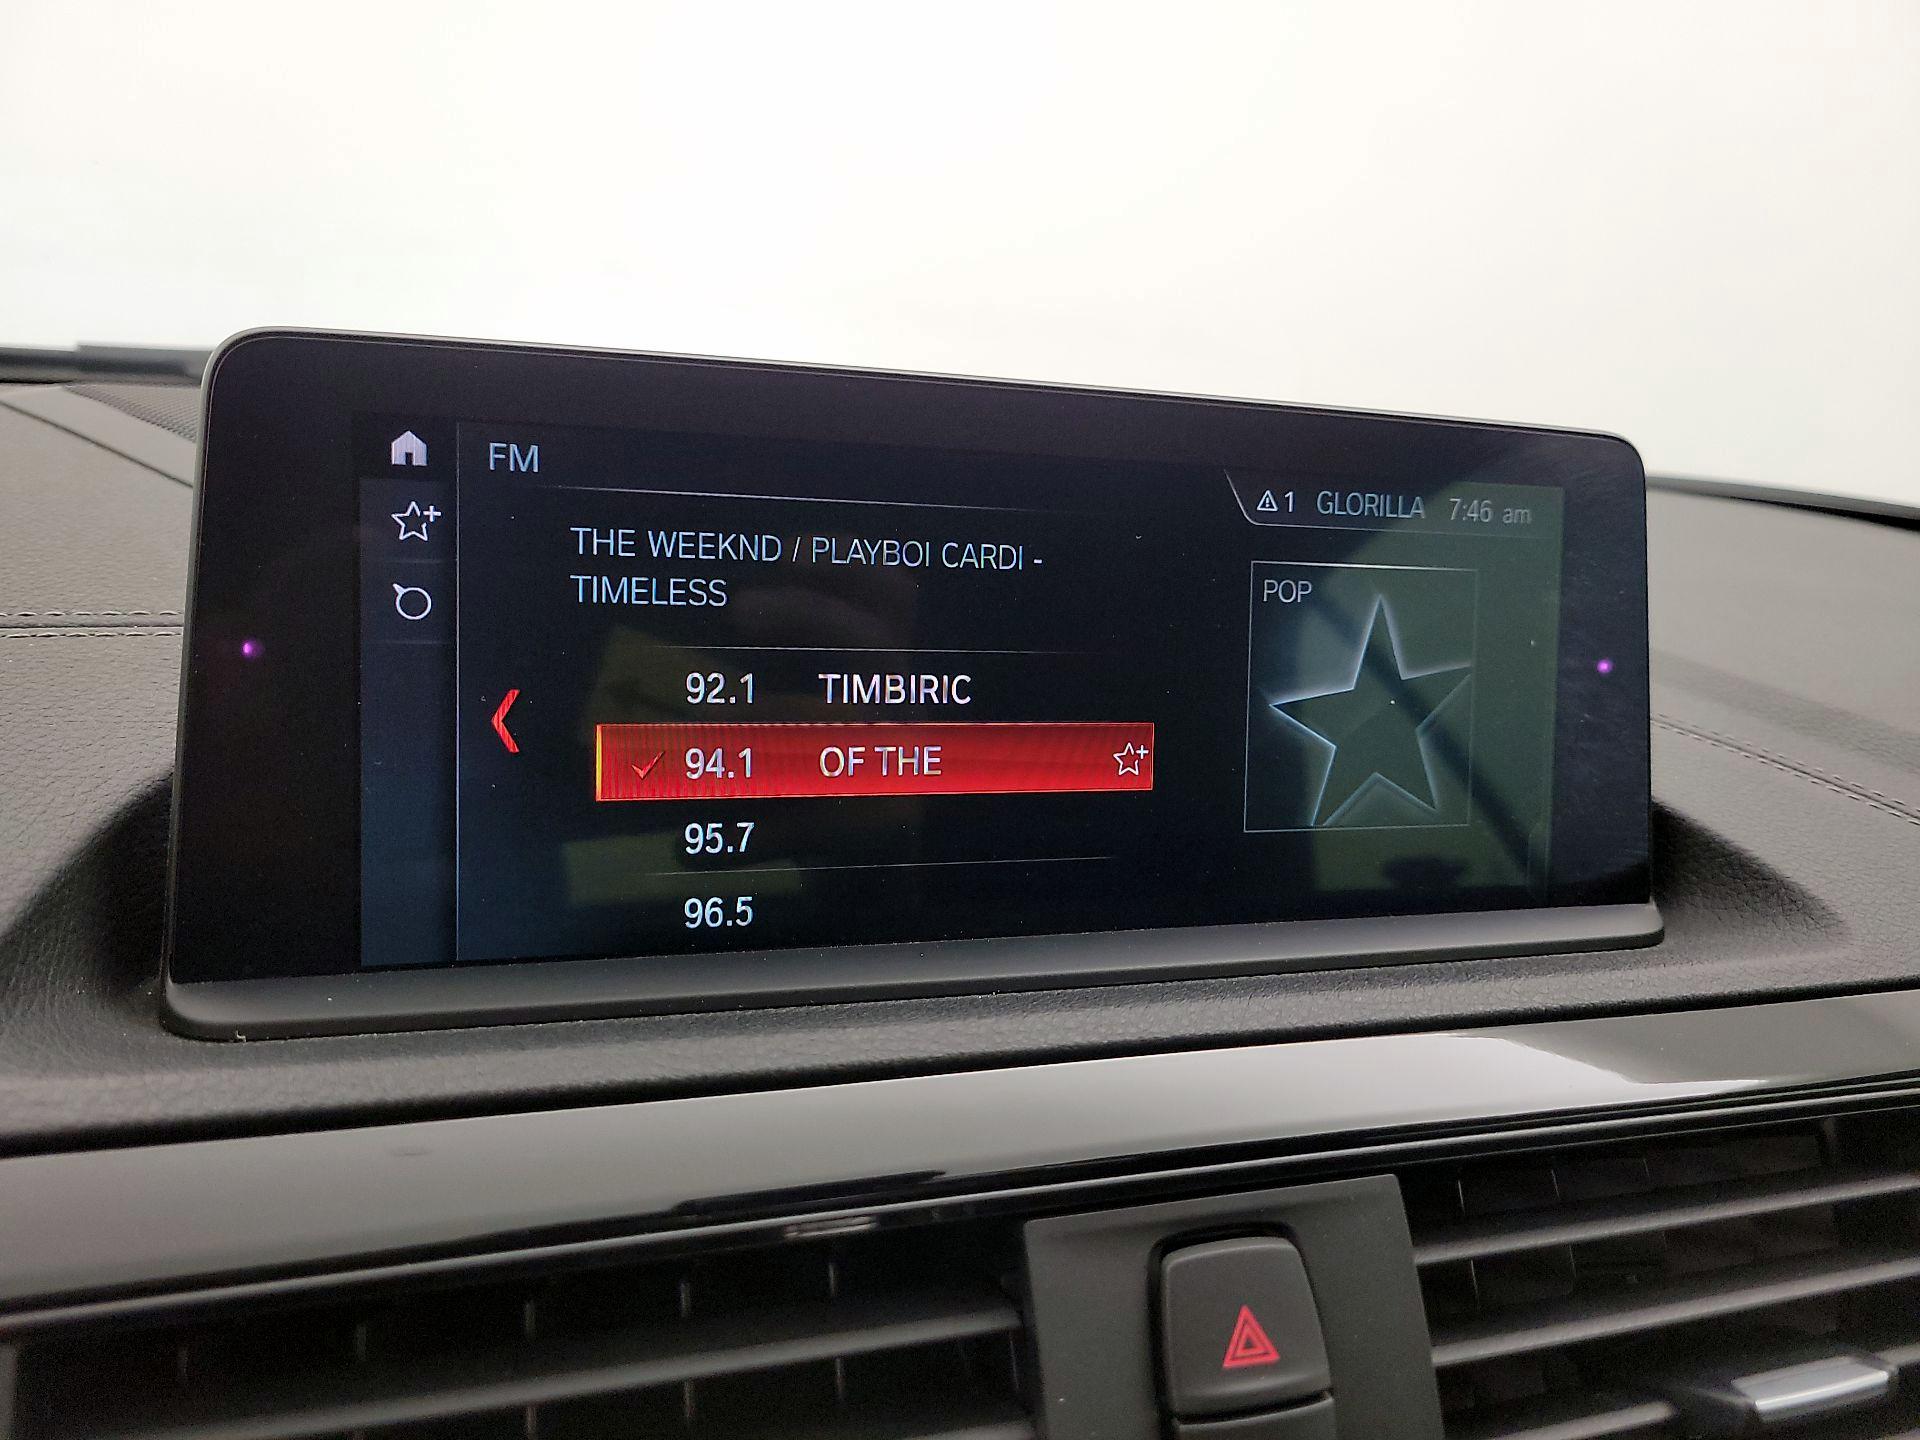 FM
1 GLORILLA 7:46 am
THE WEEKND / PLAYBOI CARDI -
TIMELESS
POP
92.1 TIMBIRIC
94.1 OF THE
95.7
96.5